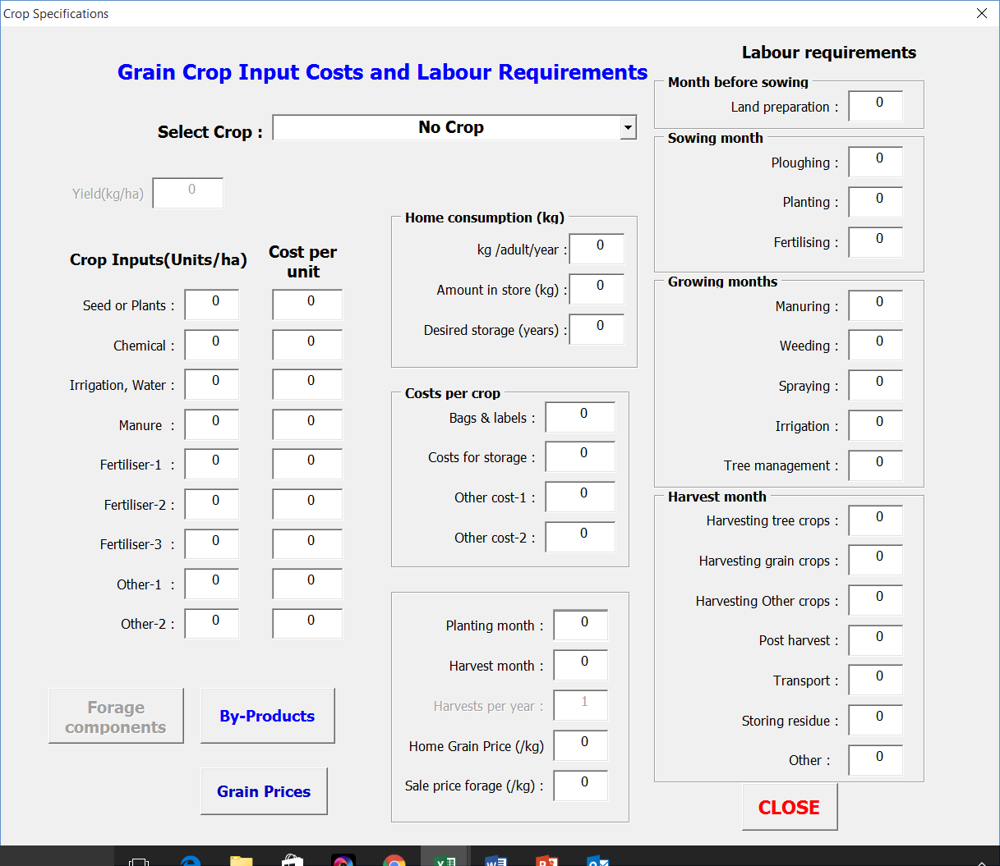 Crop Specifications
Grain Crop Input Costs and Labour Requirements
Select Crop : No Crop
Yield(kg/ha) 0
Crop Inputs(Units/ha)
Cost per
unit
Seed or Plants : 0 0
Chemical : 0 0
Irrigation, Water : 0 0
Manure : 0 0
Fertiliser-1 : 0 0
Fertiliser-2 : 0 0
Fertiliser-3 : 0 0
Other-1 : 0 0
Other-2 : 0 0
Forage
components
By-Products
Grain Prices
Home consumption (kg)
kg /adult/year : 0
Amount in store (kg) : 0
Desired storage (years) : 0
Costs per crop
Bags & labels : 0
Costs for storage : 0
Other cost-1 : 0
Other cost-2 : 0
Planting month : 0
Harvest month : 0
Harvests per year : 1
Home Grain Price (/kg) 0
Sale price forage (/kg) : 0
Labour requirements
Month before sowing
Land preparation : 0
Sowing month
Ploughing : 0
Planting : 0
Fertilising : 0
Growing months
Manuring : 0
Weeding : 0
Spraying : 0
Irrigation : 0
Tree management : 0
Harvest month
Harvesting tree crops : 0
Harvesting grain crops : 0
Harvesting Other crops : 0
Post harvest : 0
Transport : 0
Storing residue : 0
Other : 0
CLOSE